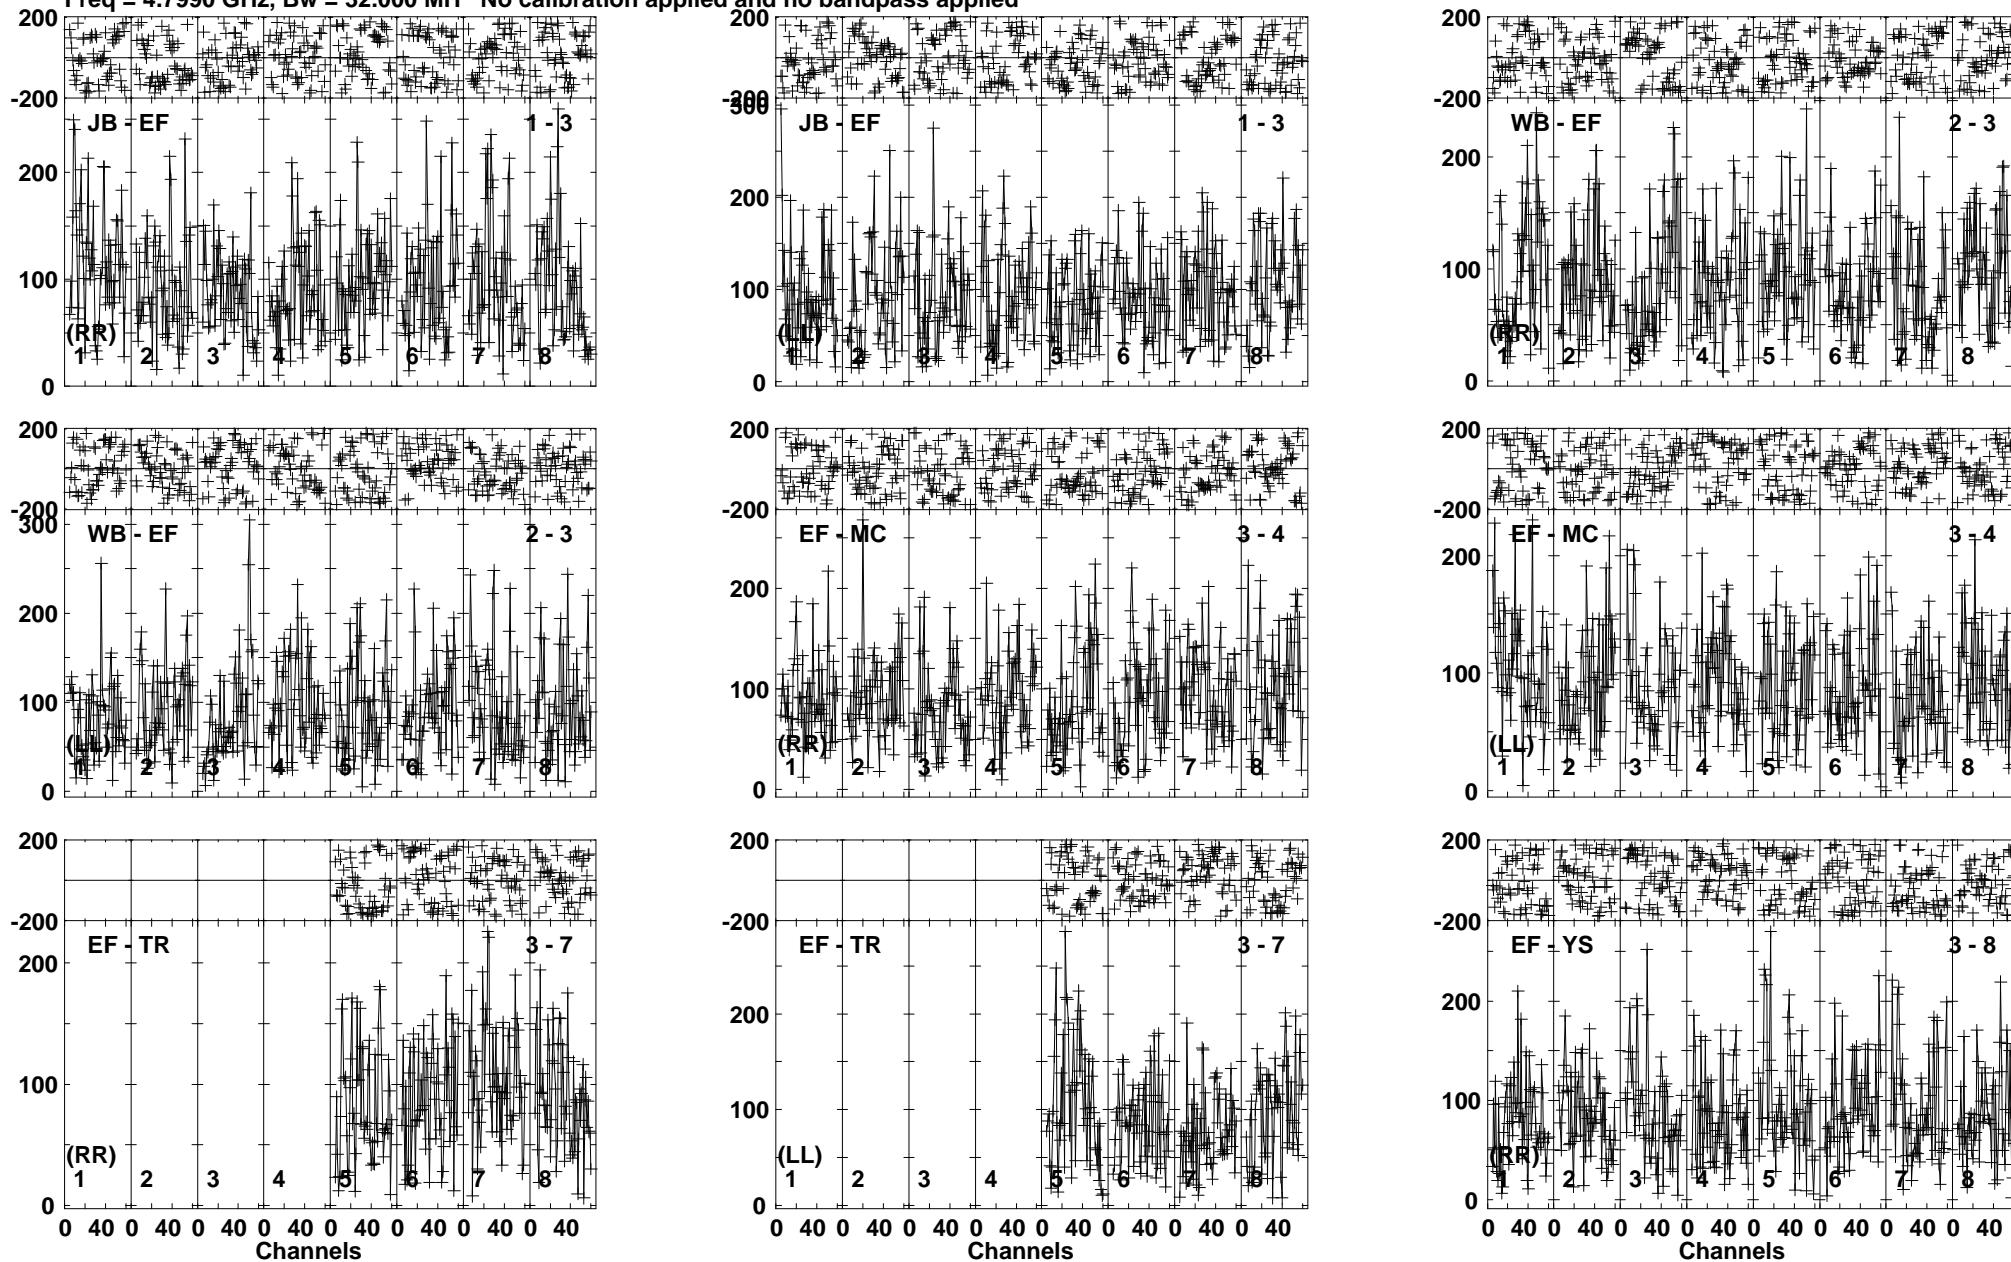 Freq = 4.7990 GHz, Bw = 32.000 MH No calibration applied and no bandpass applied
200 200 200
-200 -200 -200
300
JB - EF 1 - 3 JB - EF 1 - 3 WB - EF 2 - 3
200 200 200
100 100 100
(RR) (LL) (RR)
1 2 3 4 5 6 7 8 1 2 3 4 5 6 7 8 1 2 3 4 5 6 7 8
0 0 0
200 200 200
-200 -200 -200
300
WB - EF 2 - 3 EF - MC 3 - 4 EF - MC 3 - 4
200 200 200
100 100 100
(LL) (RR) (LL)
1 2 3 4 5 6 7 8 1 2 3 4 5 6 7 8 1 2 3 4 5 6 7 8
0 0 0
200 200 200
-200 -200 -200
EF - TR 3 - 7 EF - TR 3 - 7 EF - YS 3 - 8
200 200 200
100 100 100
(RR) (LL) (RR)
1 2 3 4 5 6 7 8 1 2 3 4 5 6 7 8 1 2 3 4 5 6 7 8
0 0 0
0 40 0 40 0 40 0 40 0 40 0 40 0 40 0 40 0 40 0 40 0 40 0 40 0 40 0 40 0 40 0 40 0 40 0 40 0 40 0 40 0 40 0 40 0 40 0 40
Channels Channels Channels